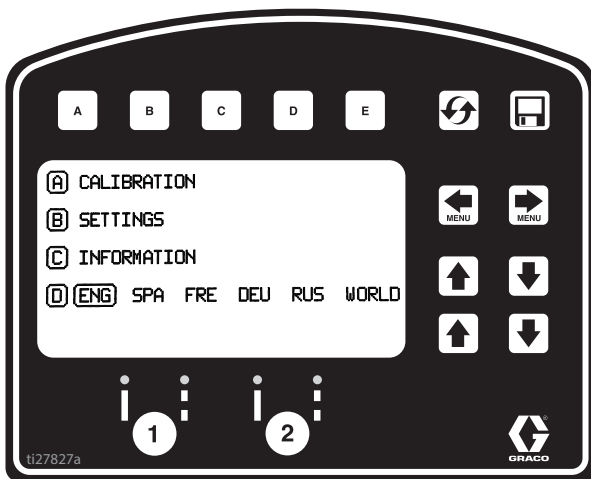 A B C D E
A CALIBRATION
MENU MENU
B SETTINGS
C INFORMATION
D ENG SPA FRE DEU RUS WORLD
1 2
ti27827a
GRACO